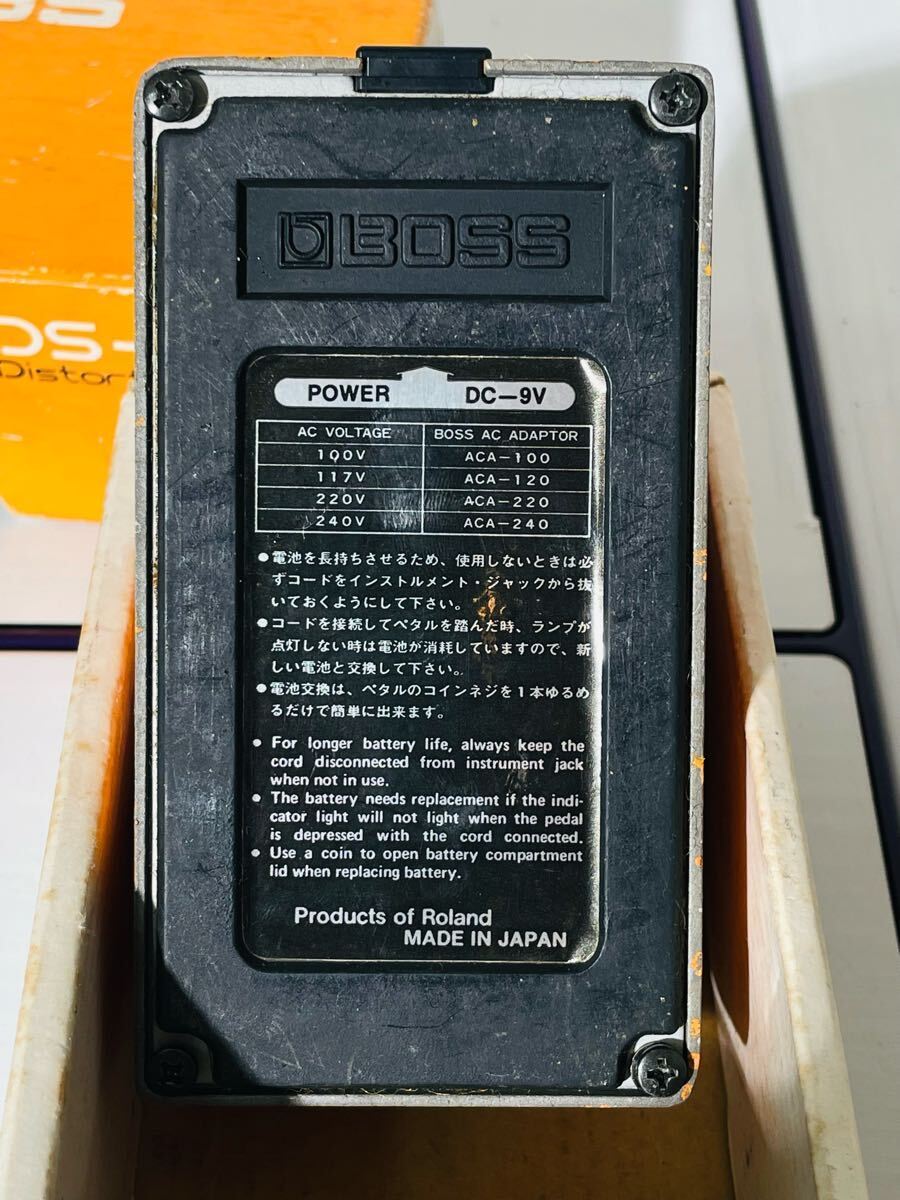 BOSS
DS-
Distor
BOSS
POWER DC-9V
AC VOLTAGE BOSS AC ADAPTOR
100V ACA-100
117V ACA-120
220V ACA-220
240V ACA-240
●電池を長持ちさせるため、使用しないときは必
ずコードをインストルメント・ジャックから抜
いておくようにして下さい。
●コードを接続してペタルを踏んだ時、ランプが
点灯しない時は電池が消耗していますので、新
しい電池と交換して下さい。
●電池交換は、ペタルのコインネジを1本ゆるめ
るだけで簡単に出来ます。
● For longer battery life, always keep the
cord disconnected from instrument jack
when not in use.
● The battery needs replacement if the indi-
cator light will not light when the pedal
is depressed with the cord connected.
● Use a coin to open battery compartment
lid when replacing battery.
Products of Roland
MADE IN JAPAN